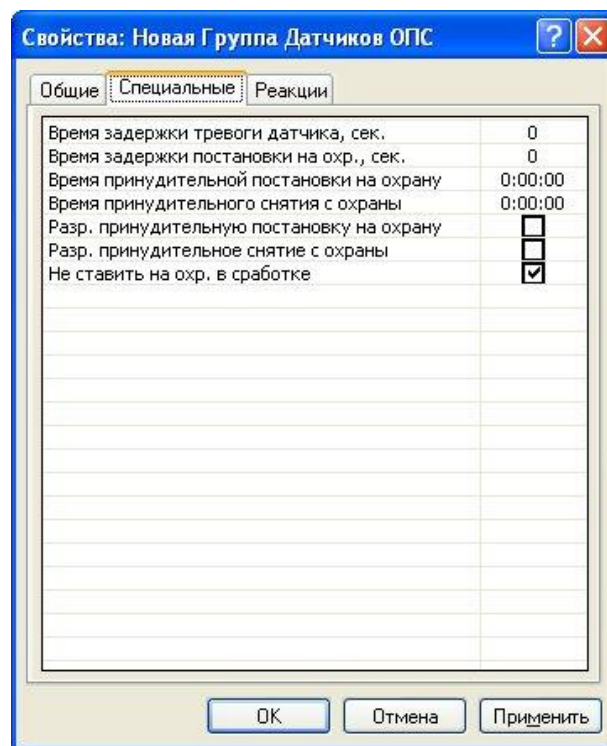 Свойства: Новая Группа Датчиков ОПС
Общие Специальные Реакции
Время задержки тревоги датчика, сек. 0
Время задержки постановки на охр., сек. 0
Время принудительной постановки на охрану 0:00:00
Время принудительного снятия с охраны 0:00:00
Разр. принудительную постановку на охрану
Разр. принудительное снятие с охраны
Не ставить на охр. в сработке
ОК Отмена Применить